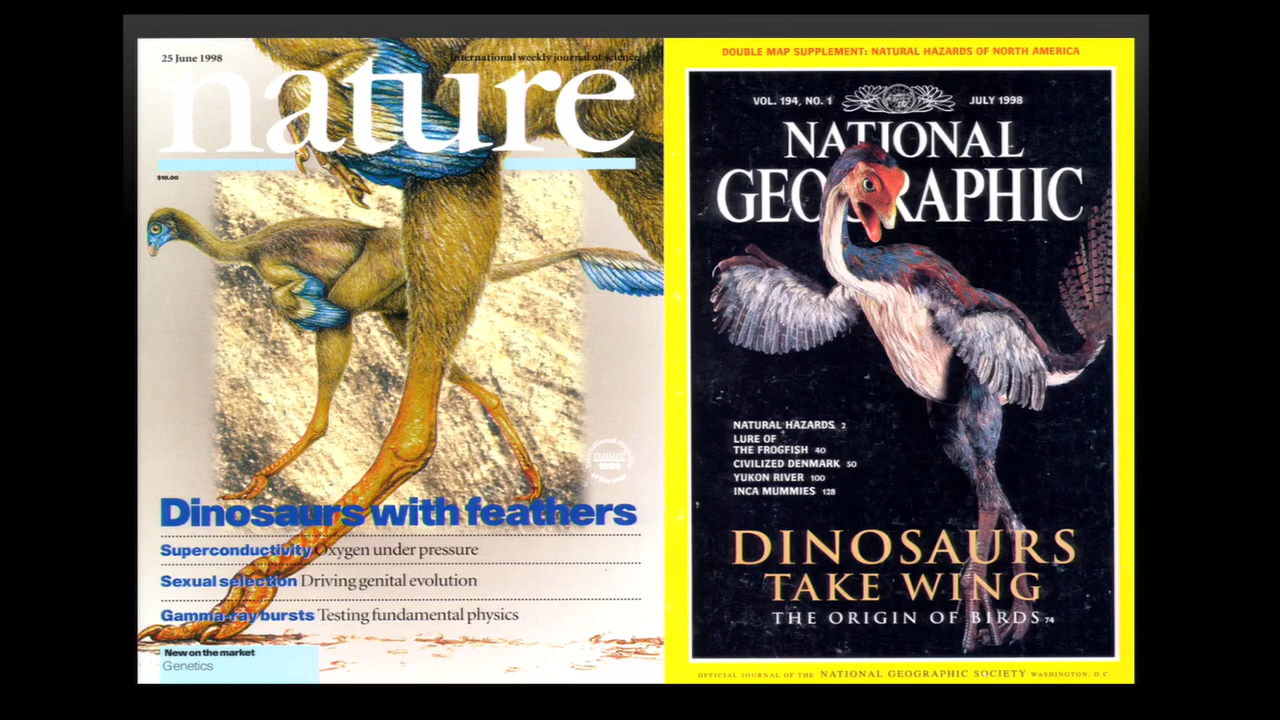 25 June 1998
International weekly journal of science
nature
$10.00
Dinosaurs with feathers
Superconductivity Oxygen under pressure
Sexual selection Driving genital evolution
Gamma-ray bursts Testing fundamental physics
New on the market
Genetics
DOUBLE MAP SUPPLEMENT: NATURAL HAZARDS OF NORTH AMERICA
VOL. 194, NO. 1
JULY 1998
NATIONAL
GEOGRAPHIC
NATURAL HAZARDS 2
LURE OF
THE FROGFISH 40
CIVILIZED DENMARK 50
YUKON RIVER 100
INCA MUMMIES 128
DINOSAURS
TAKE WING
THE ORIGIN OF BIRDS 74
OFFICIAL JOURNAL OF THE NATIONAL GEOGRAPHIC SOCIETY WASHINGTON, D.C.